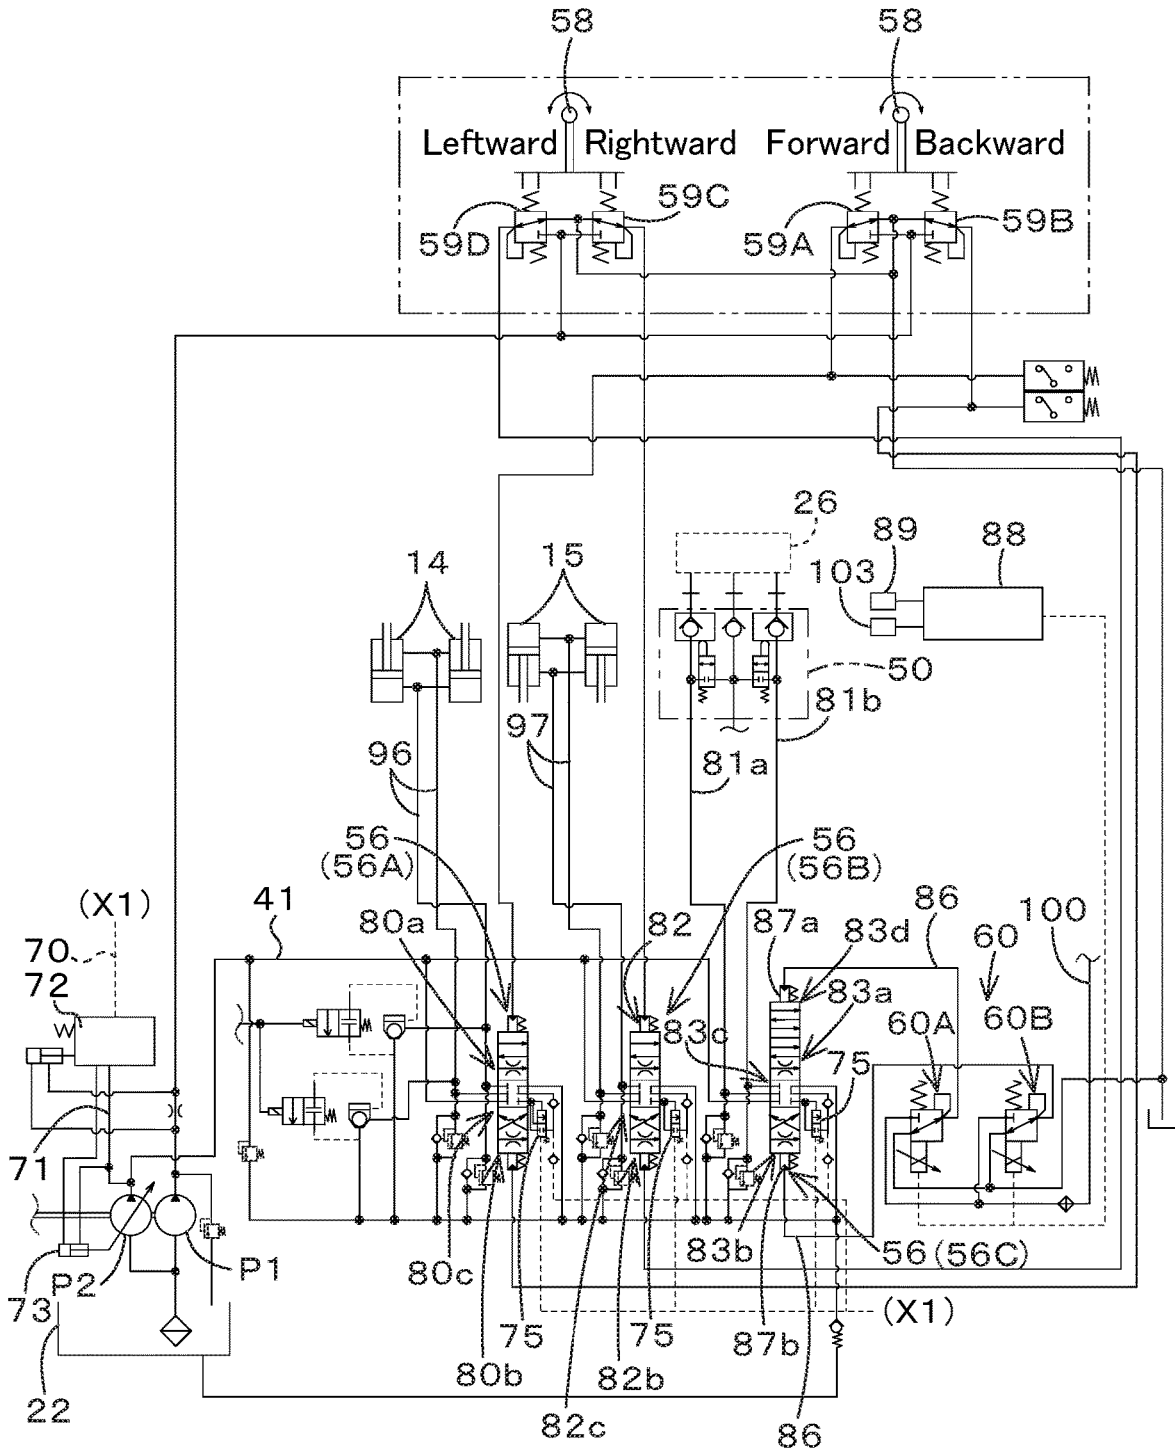 58
58
Leftward
Rightward
Forward
Backward
59D
59C
59A
59B
26
89
88
14
15
103
50
81b
97
96
81a
56
(56A)
56
(56B)
(X1)
41
80a
82
87a
83d
86
100
70
72
83c
83a
60
60A
60B
75
71
P2
P1
73
80c
75
80b
82c
75
82b
83b
87b
56 (56C)
(X1)
22
86